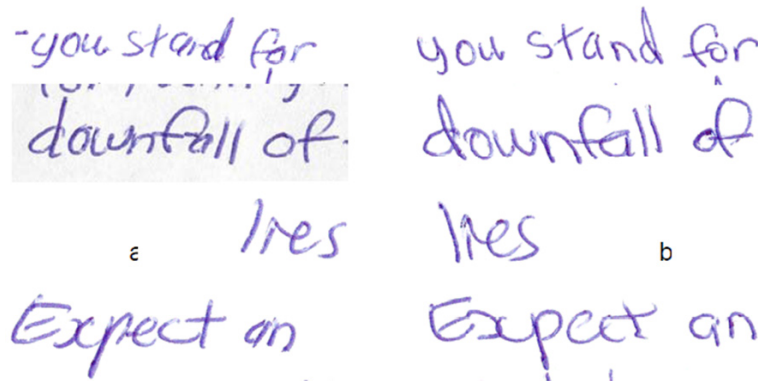 -you stand for
downfall of
lies
a
Expect an
you stand for
downfall of
lies
b
Expect an